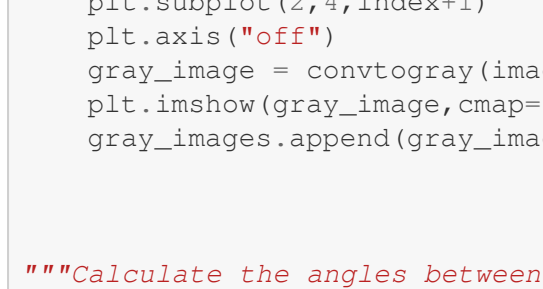 plt.subplot(2,4,index+1)
plt.axis("off")
gray_image = convtogray(ima
plt.imshow(gray_image,cmap=
gray_images.append(gray_ima
"""Calculate the angles between